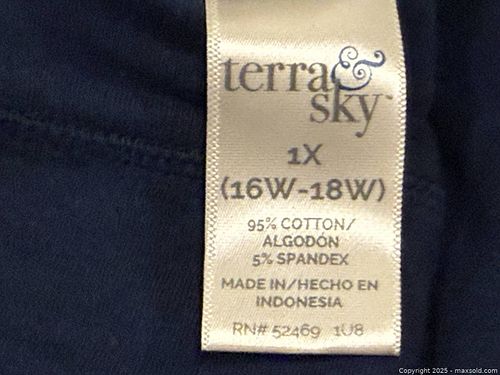 terra &
sky™
1X
(16W-18W)
95% COTTON/
ALGODÓN
5% SPANDEX
MADE IN/HECHO EN
INDONESIA
RN# 52469 1U8
Copyright 2025 - maxsold.com